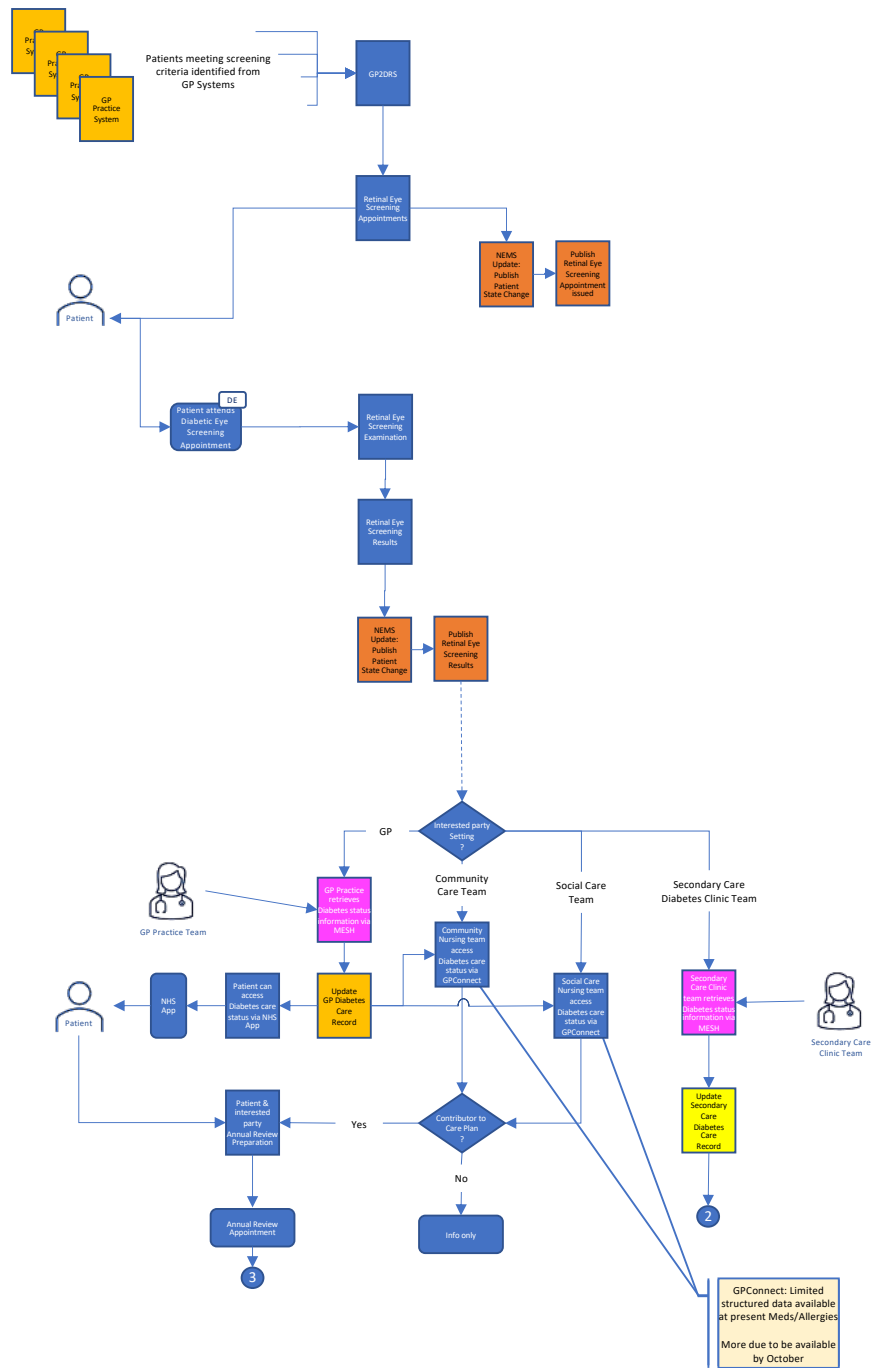 GP
Pra
Sy
GP
Pra
Sy
GP
Pra
Sy
GP
Practice
System
Patients meeting screening
criteria identified from
GP Systems
GP2DRS
Retinal Eye
Screening
Appointments
NEMS
Update:
Publish
Patient
State Change
Publish
Retinal Eye
Screening
Appointment
issued
Patient
DE
Patient attends
Diabetic Eye
Screening
Appointment
Retinal Eye
Screening
Examination
Retinal Eye
Screening
Results
NEMS
Update:
Publish
Patient
State Change
Publish
Retinal Eye
Screening
Results
Interested party
Setting
?
GP
Community
Care Team
Social Care
Team
Secondary Care
Diabetes Clinic Team
GP Practice Team
GP Practice
retrieves
Diabetes status
information via
MESH
Community
Nursing team
access
Diabetes care
status via
GPConnect
Social Care
Nursing team
access
Diabetes care
status via
GPConnect
Secondary
Care Clinic
team retrieves
Diabetes status
information via
MESH
Secondary Care
Clinic Team
Patient
NHS
App
Patient can
access
Diabetes care
status via NHS
App
Update
GP Diabetes
Care
Record
Update
Secondary
Care
Diabetes
Care
Record
Patient &
interested
party
Annual Review
Preparation
Yes
Contributor to
Care Plan
?
No
2
Annual Review
Appointment
Info only
3
GPConnect: Limited
structured data available
at present Meds/Allergies
More due to be available
by October